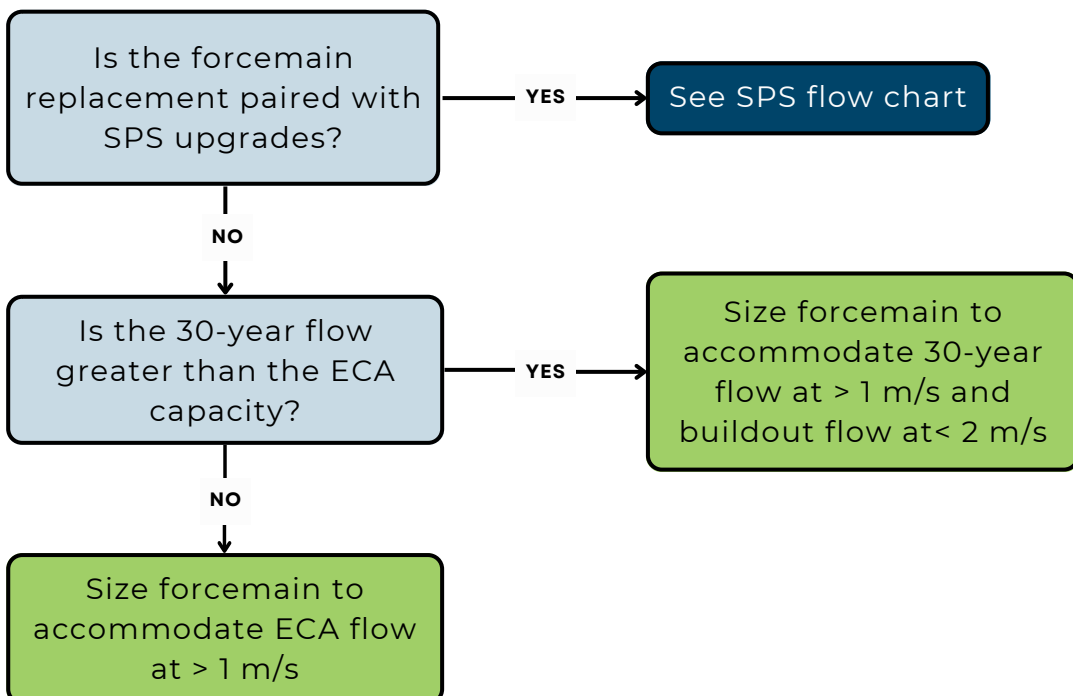 Is the forcemain
replacement paired with
SPS upgrades?
YES
See SPS flow chart
NO
Is the 30-year flow
greater than the ECA
capacity?
YES
Size forcemain to
accommodate 30-year
flow at > 1 m/s and
buildout flow at< 2 m/s
NO
Size forcemain to
accommodate ECA flow
at > 1 m/s